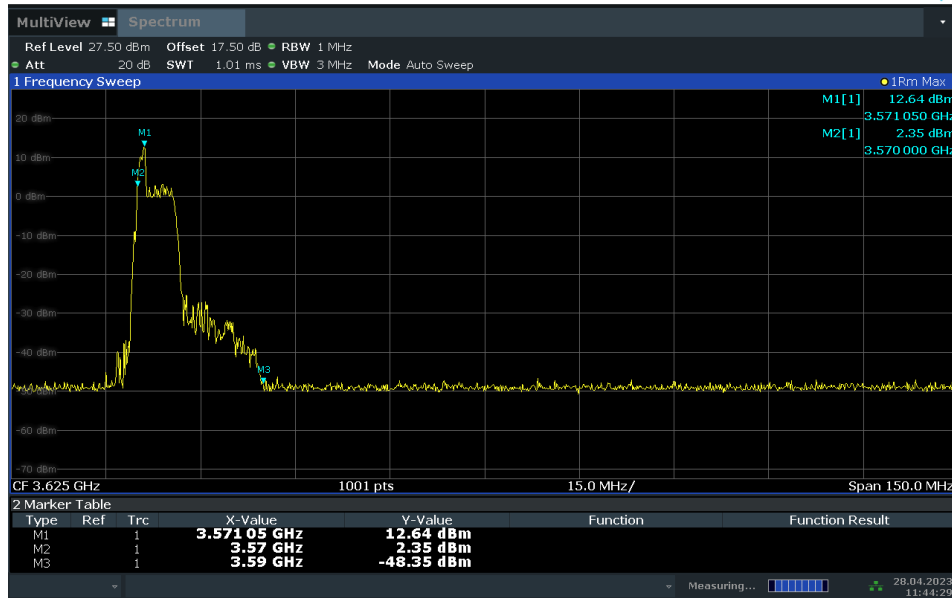 MultiView Spectrum
Ref Level 27.50 dBm Offset 17.50 dB RBW 1 MHz
Att 20 dB SWT 1.01 ms VBW 3 MHz Mode Auto Sweep
1 Frequency Sweep 1Rm Max
M1[1] 12.64 dBm
3.571 050 GHz
M2[1] 2.35 dBm
3.570 000 GHz
20 dBm
M1
10 dBm
M2
0 dBm
-10 dBm
-20 dBm
-30 dBm
-40 dBm
M3
-50 dBm
-60 dBm
-70 dBm
CF 3.625 GHz 1001 pts 15.0 MHz/ Span 150.0 MHz
2 Marker Table
Type Ref Trc X-Value Y-Value Function Function Result
M1 1 3.571 05 GHz 12.64 dBm
M2 1 3.57 GHz 2.35 dBm
M3 1 3.59 GHz -48.35 dBm
Measuring... 28.04.2023
11:44:29